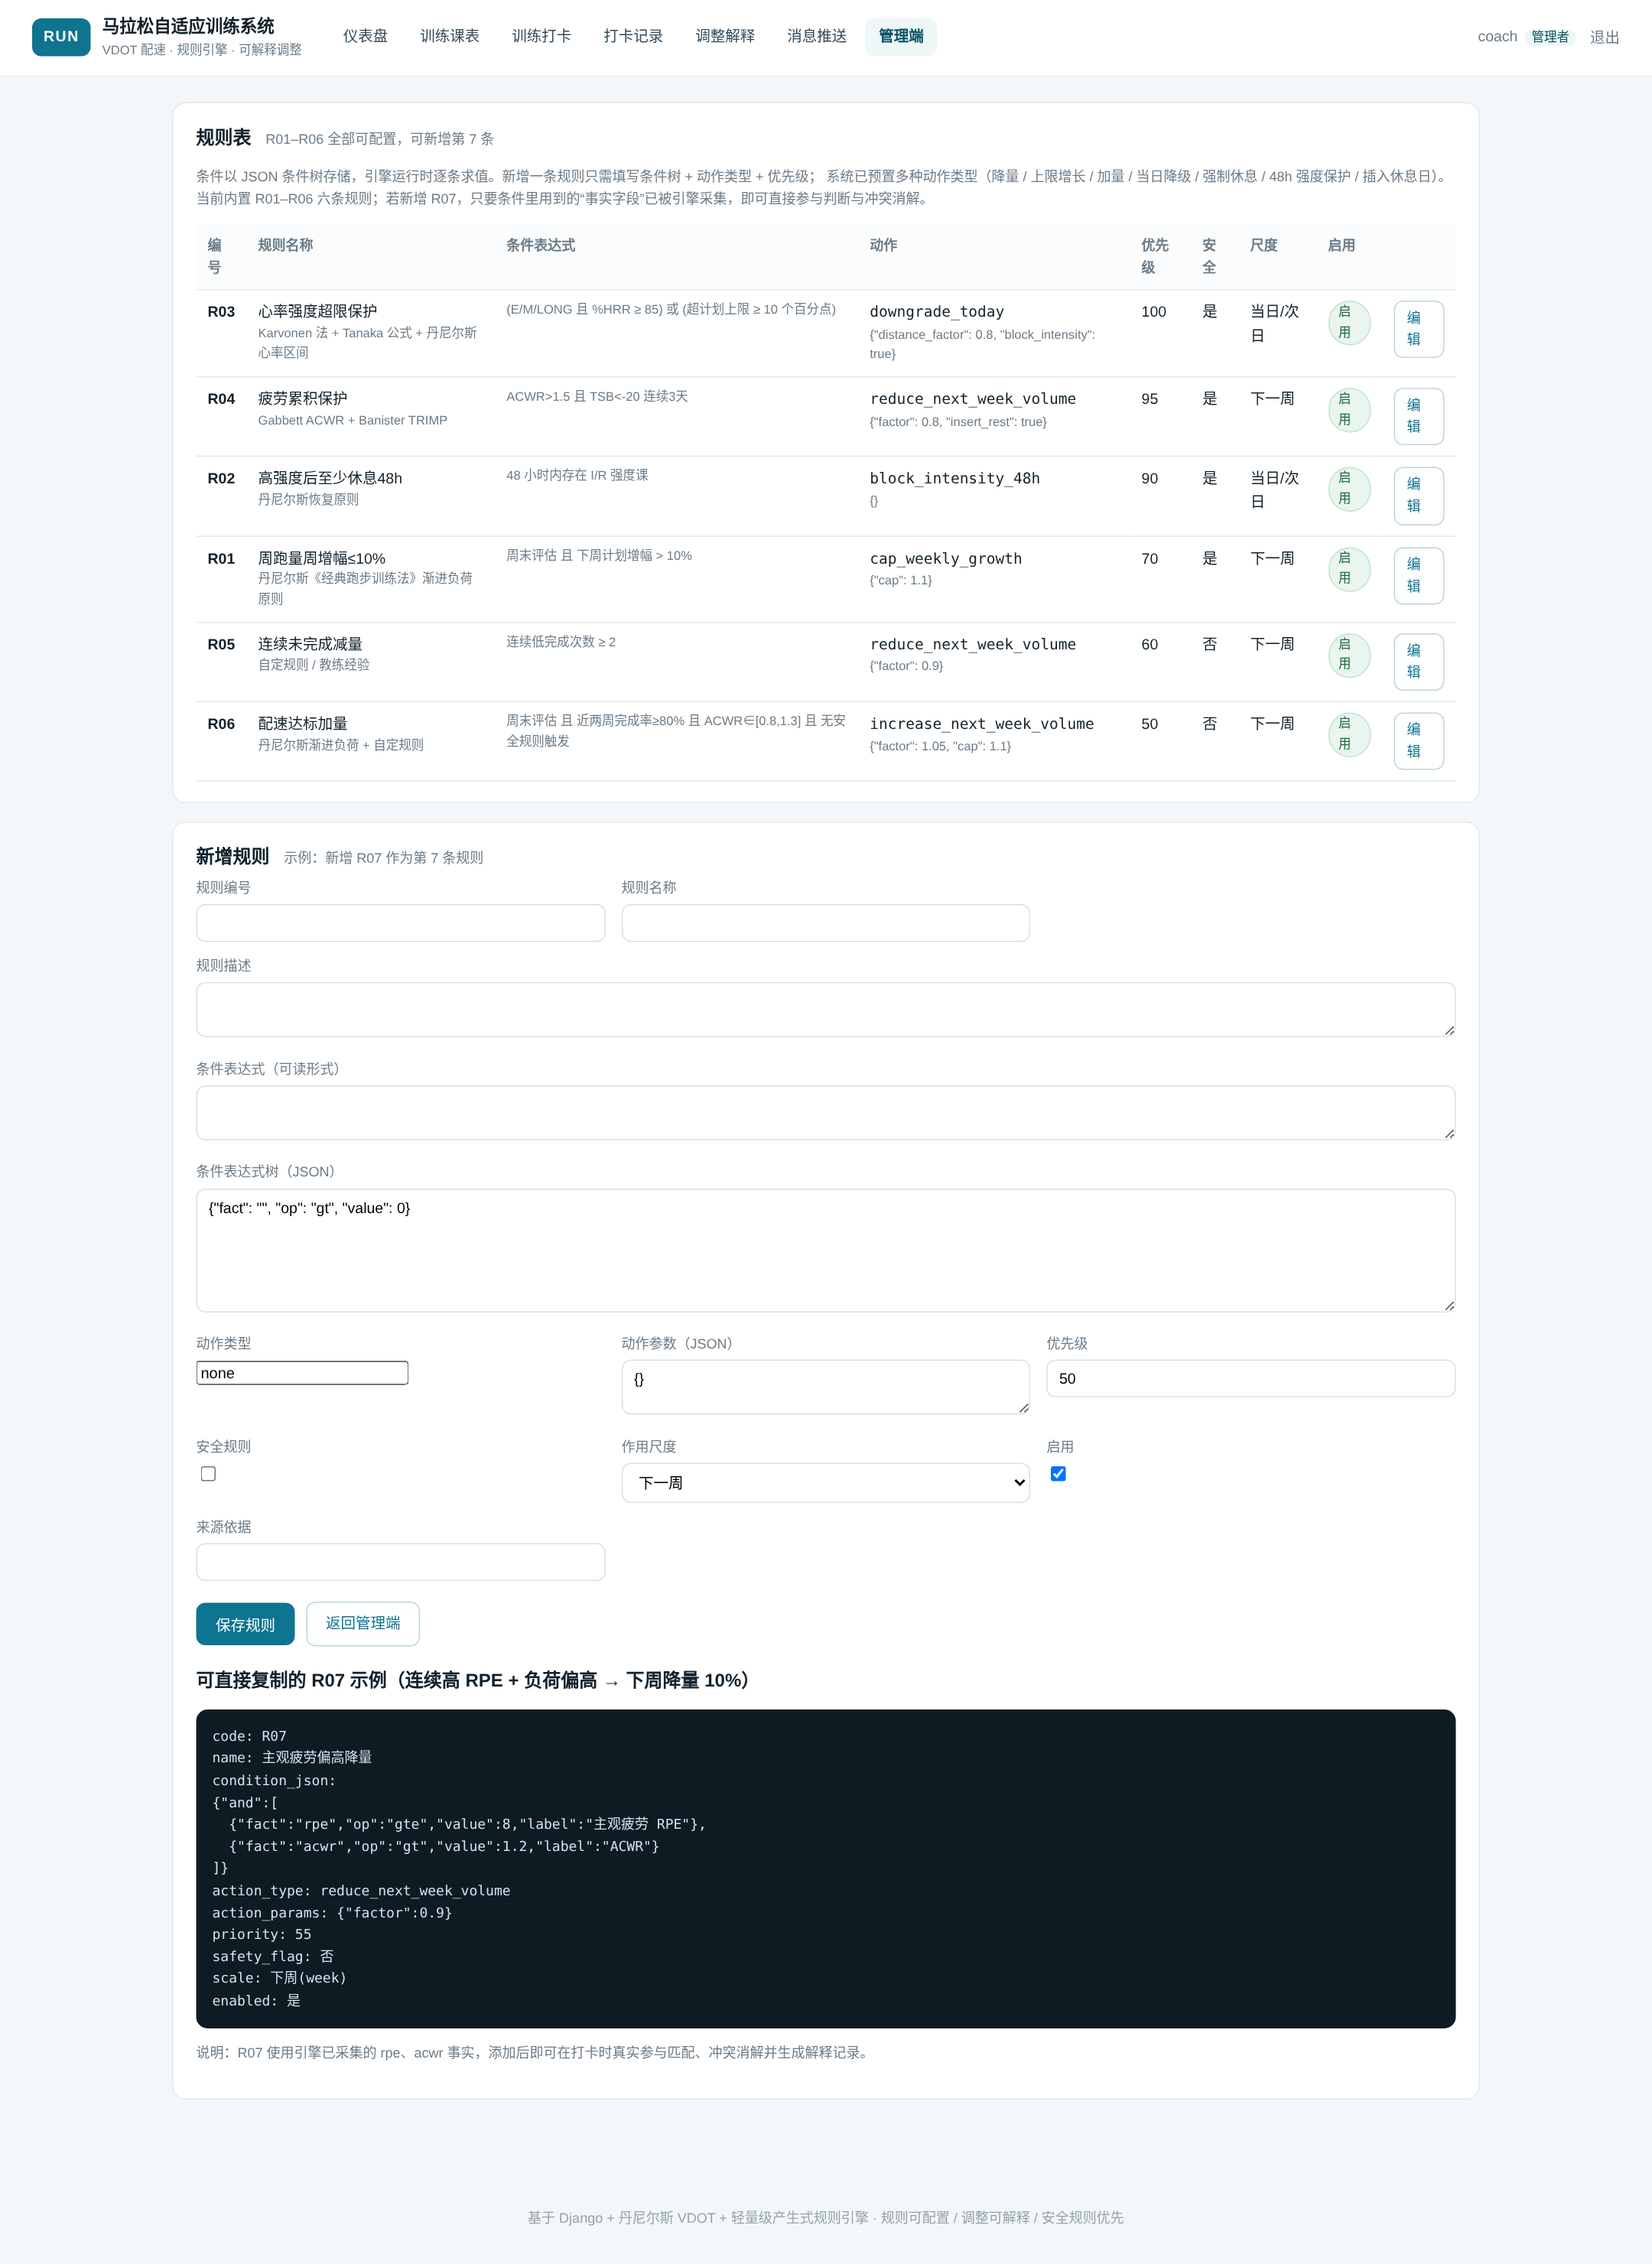 RUN
马拉松自适应训练系统
VDOT 配速 · 规则引擎 · 可解释调整
仪表盘 训练课表 训练打卡 打卡记录 调整解释 消息推送 管理端
coach 管理者 退出
规则表 R01–R06 全部可配置，可新增第 7 条
条件以 JSON 条件树存储，引擎运行时逐条求值。新增一条规则只需填写条件树 + 动作类型 + 优先级； 系统已预置多种动作类型（降量 / 上限增长 / 加量 / 当日降级 / 强制休息 / 48h 强度保护 / 插入休息日）。
当前内置 R01–R06 六条规则；若新增 R07，只要条件里用到的“事实字段”已被引擎采集，即可直接参与判断与冲突消解。
编号 规则名称 条件表达式 动作 优先级 安全 尺度 启用
R03 心率强度超限保护 (E/M/LONG 且 %HRR ≥ 85) 或 (超计划上限 ≥ 10 个百分点) downgrade_today 100 是 当日/次日 启用 编辑
Karvonen 法 + Tanaka 公式 + 丹尼尔斯心率区间 {"distance_factor": 0.8, "block_intensity": true}
R04 疲劳累积保护 ACWR>1.5 且 TSB<-20 连续3天 reduce_next_week_volume 95 是 下一周 启用 编辑
Gabbett ACWR + Banister TRIMP {"factor": 0.8, "insert_rest": true}
R02 高强度后至少休息48h 48 小时内存在 I/R 强度课 block_intensity_48h 90 是 当日/次日 启用 编辑
丹尼尔斯恢复原则 {}
R01 周跑量周增幅≤10% 周末评估 且 下周计划增幅 > 10% cap_weekly_growth 70 是 下一周 启用 编辑
丹尼尔斯《经典跑步训练法》渐进负荷原则 {"cap": 1.1}
R05 连续未完成减量 连续低完成次数 ≥ 2 reduce_next_week_volume 60 否 下一周 启用 编辑
自定规则 / 教练经验 {"factor": 0.9}
R06 配速达标加量 周末评估 且 近两周完成率≥80% 且 ACWR∈[0.8,1.3] 且 无安全规则触发 increase_next_week_volume 50 否 下一周 启用 编辑
丹尼尔斯渐进负荷 + 自定规则 {"factor": 1.05, "cap": 1.1}
新增规则 示例：新增 R07 作为第 7 条规则
规则编号 规则名称
规则描述
条件表达式（可读形式）
条件表达式树（JSON）
{"fact": "", "op": "gt", "value": 0}
动作类型 动作参数（JSON） 优先级
none {} 50
安全规则 作用尺度 启用
下一周
来源依据
保存规则 返回管理端
可直接复制的 R07 示例（连续高 RPE + 负荷偏高 → 下周降量 10%）
code: R07
name: 主观疲劳偏高降量
condition_json:
{"and":[
{"fact":"rpe","op":"gte","value":8,"label":"主观疲劳 RPE"},
{"fact":"acwr","op":"gt","value":1.2,"label":"ACWR"}
]}
action_type: reduce_next_week_volume
action_params: {"factor":0.9}
priority: 55
safety_flag: 否
scale: 下周(week)
enabled: 是
说明：R07 使用引擎已采集的 rpe、acwr 事实，添加后即可在打卡时真实参与匹配、冲突消解并生成解释记录。
基于 Django + 丹尼尔斯 VDOT + 轻量级产生式规则引擎 · 规则可配置 / 调整可解释 / 安全规则优先